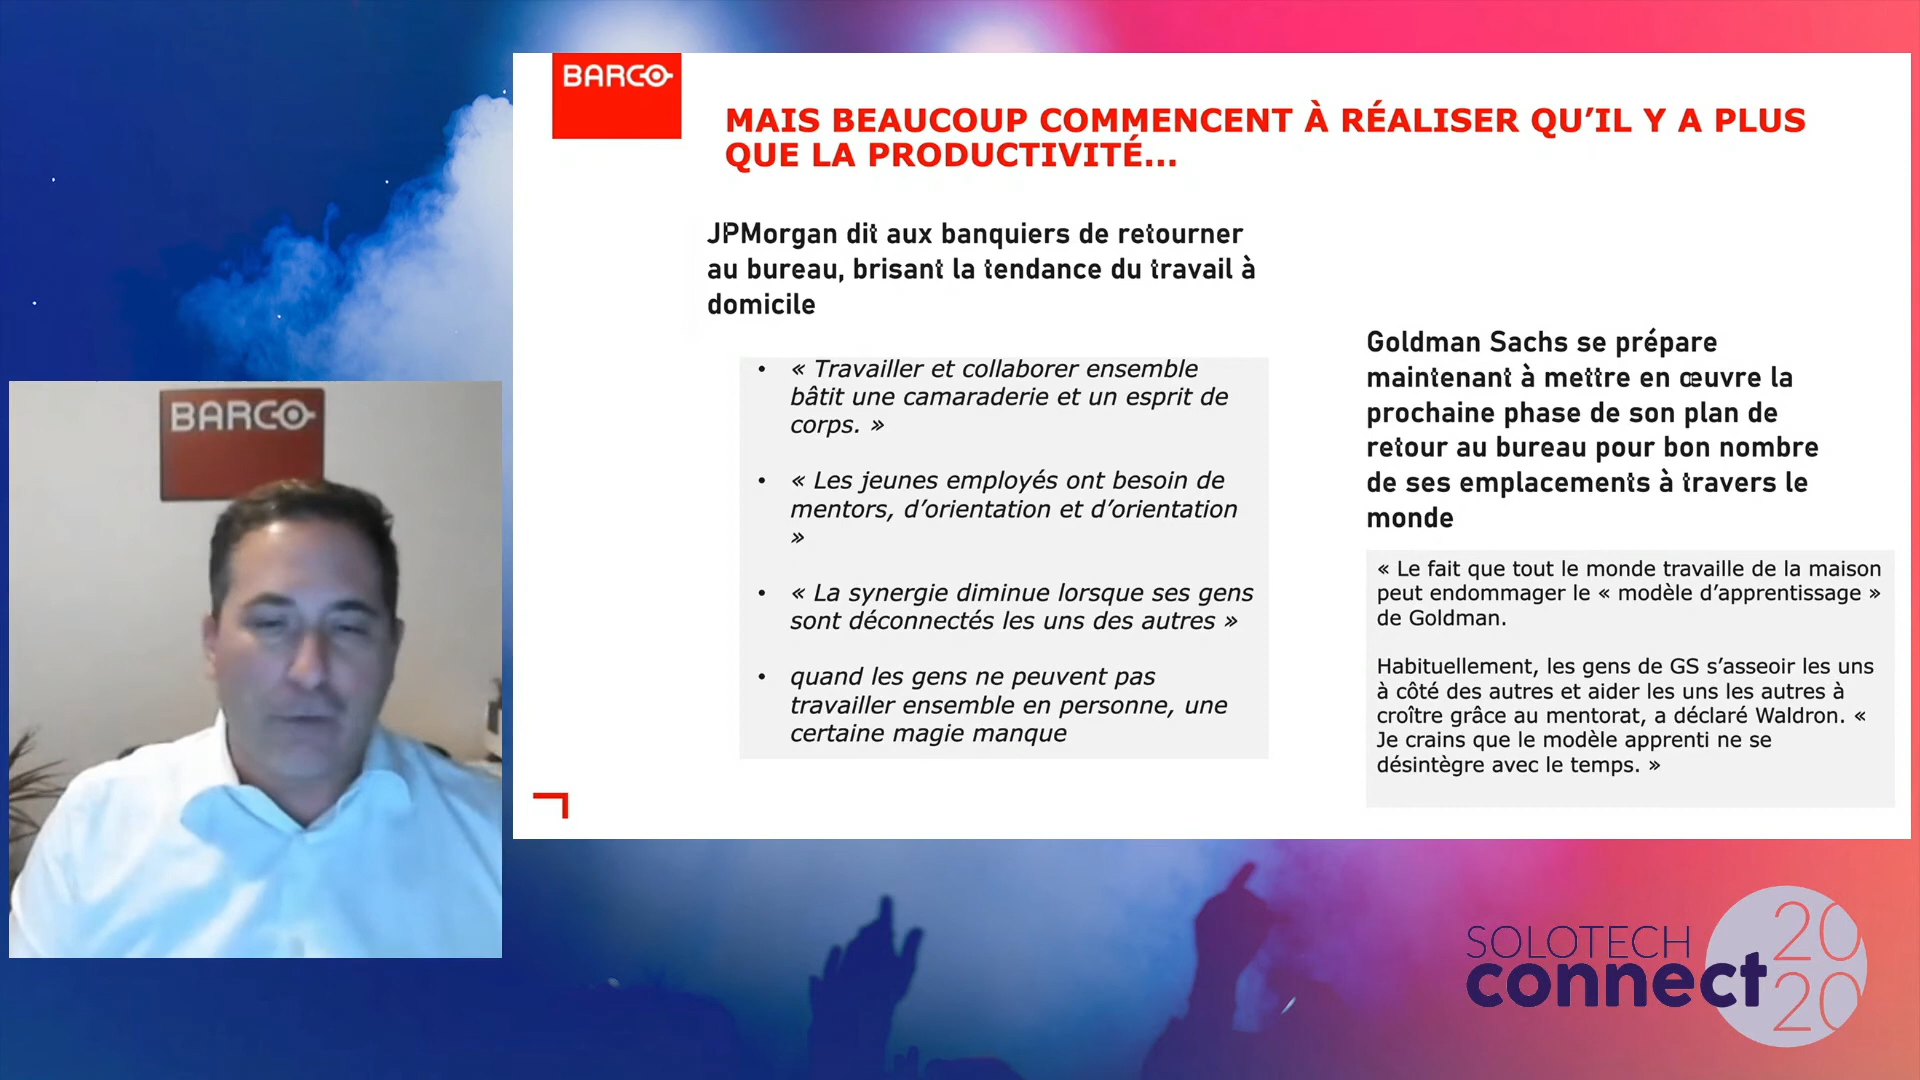 BARCO
MAIS BEAUCOUP COMMENCENT À RÉALISER QU’IL Y A PLUS
QUE LA PRODUCTIVITÉ...
JPMorgan dit aux banquiers de retourner
au bureau, brisant la tendance du travail à
domicile
• « Travailler et collaborer ensemble
bâtit une camaraderie et un esprit de
corps. »
• « Les jeunes employés ont besoin de
mentors, d’orientation et d’orientation
»
• « La synergie diminue lorsque ses gens
sont déconnectés les uns des autres »
• quand les gens ne peuvent pas
travailler ensemble en personne, une
certaine magie manque
Goldman Sachs se prépare
maintenant à mettre en œuvre la
prochaine phase de son plan de
retour au bureau pour bon nombre
de ses emplacements à travers le
monde
« Le fait que tout le monde travaille de la maison
peut endommager le « modèle d’apprentissage »
de Goldman.
Habituellement, les gens de GS s’asseoir les uns
à côté des autres et aider les uns les autres à
croître grâce au mentorat, a déclaré Waldron. «
Je crains que le modèle apprenti ne se
désintègre avec le temps. »
BARCO
SOLOTECH
connect
20
20